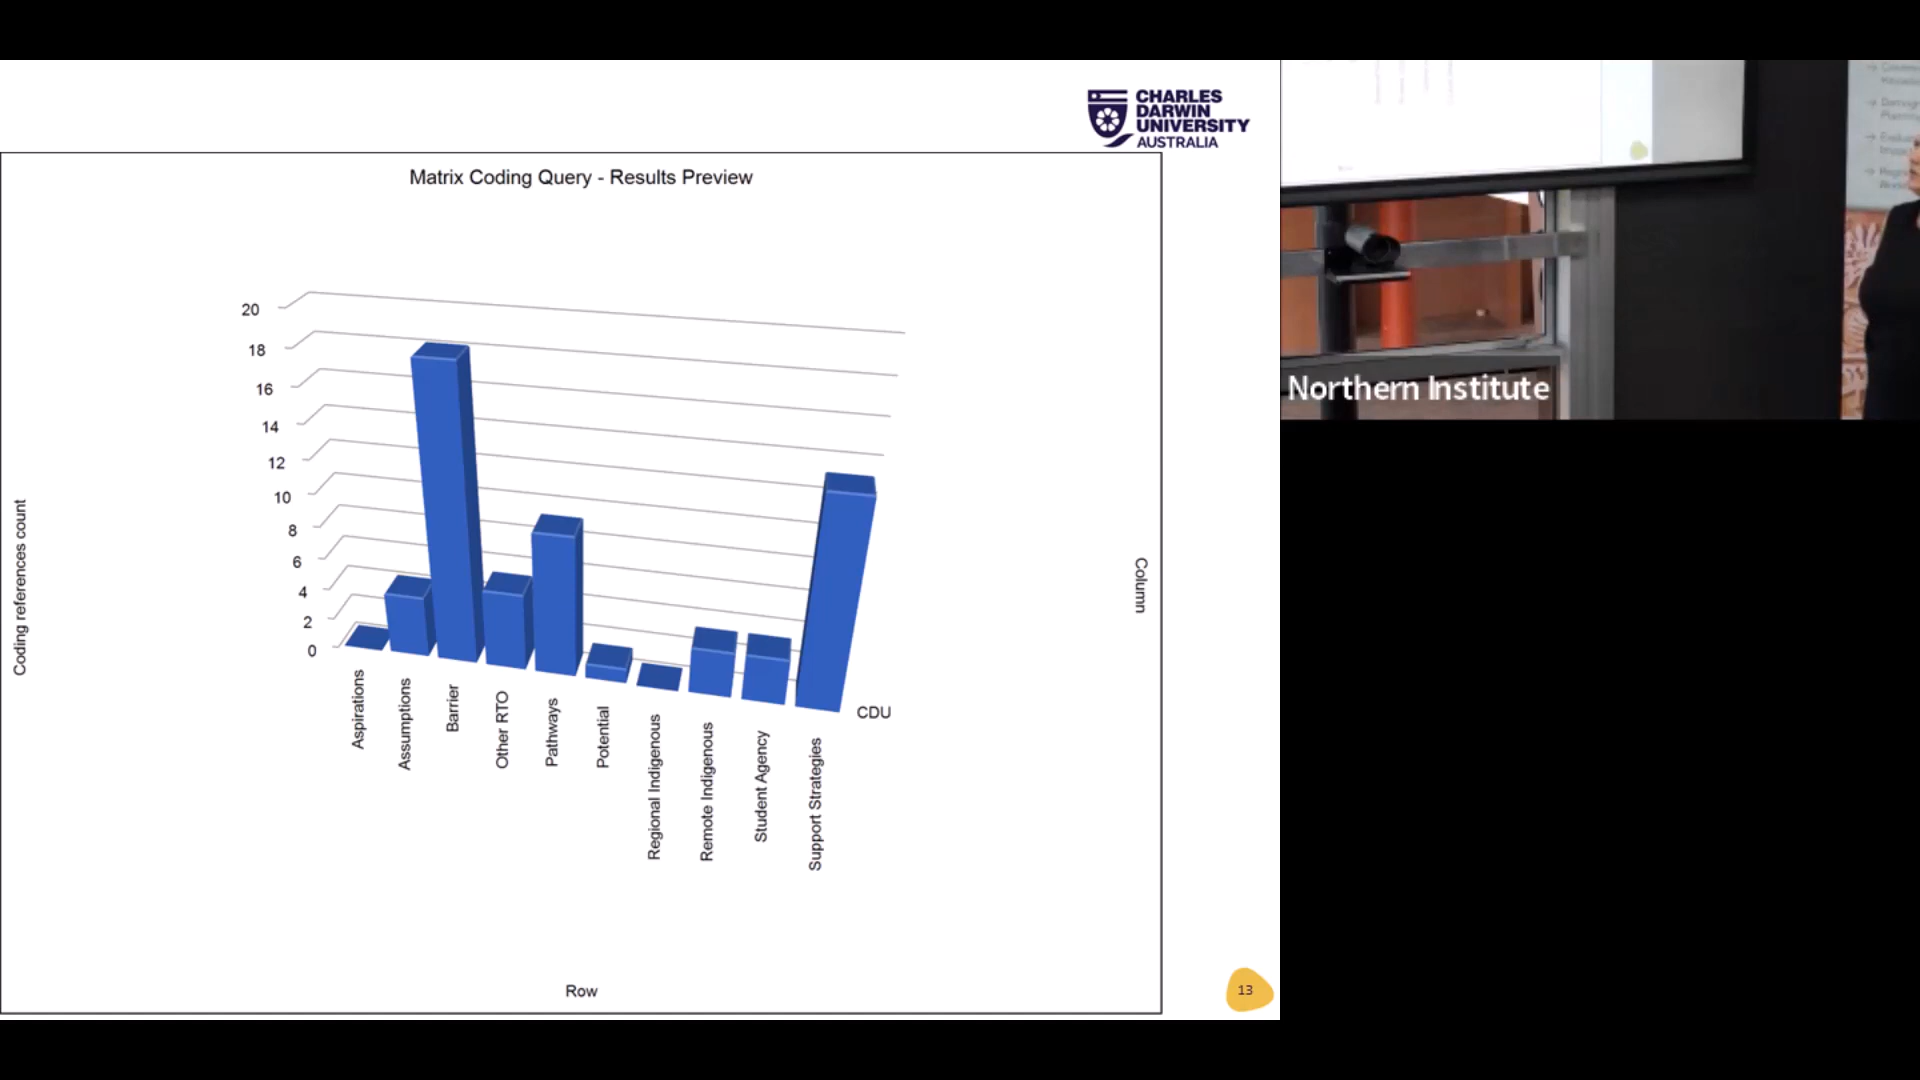 CHARLES
DARWIN
UNIVERSITY
AUSTRALIA
Matrix Coding Query - Results Preview
20
18
16
14
12
10
8
6
4
2
0
Coding references count
Column
CDU
Aspirations
Assumptions
Barrier
Other RTO
Pathways
Potential
Regional Indigenous
Remote Indigenous
Student Agency
Support Strategies
Row
13
Northern Institute